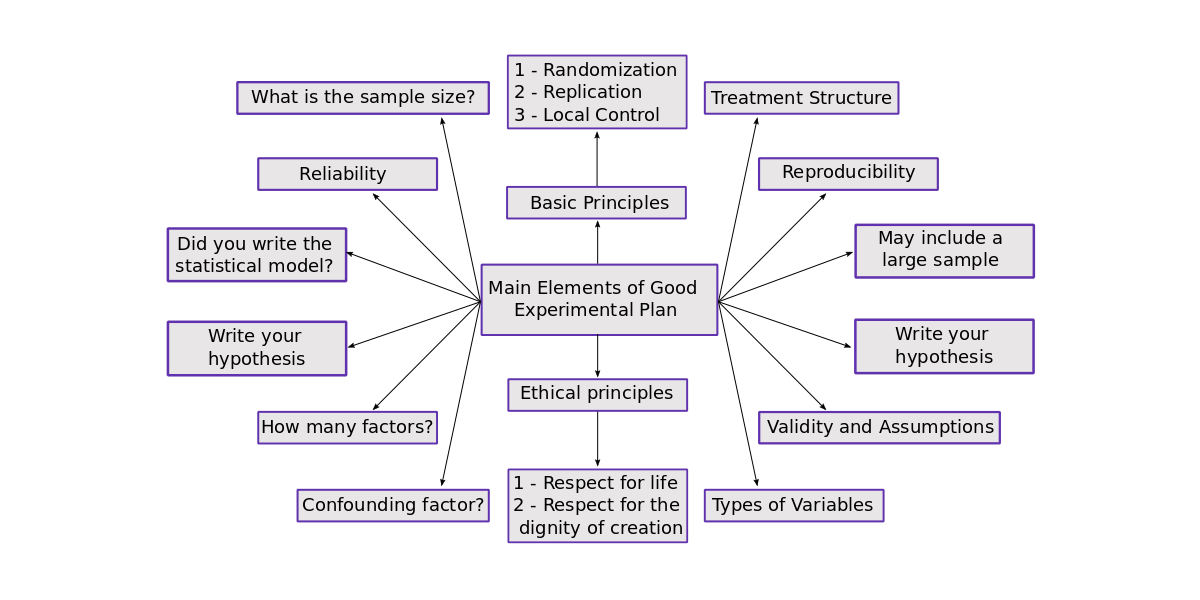 What is the sample size?
1 - Randomization
2 - Replication
3 - Local Control
Treatment Structure
Reliability
Basic Principles
Reproducibility
Did you write the
statistical model?
May include a
large sample
Main Elements of Good
Experimental Plan
Write your
hypothesis
Write your
hypothesis
Ethical principles
How many factors?
Validity and Assumptions
Confounding factor?
1 - Respect for life
2 - Respect for the
dignity of creation
Types of Variables